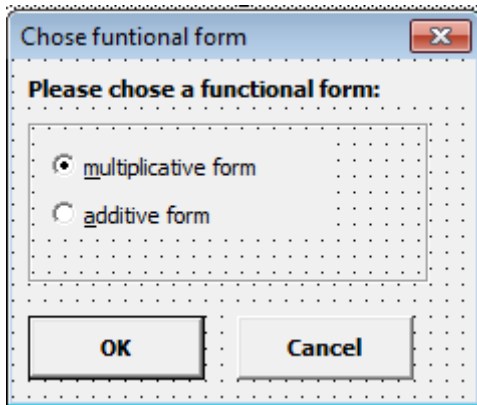 Chose funtional form
Please chose a functional form:
multiplicative form
additive form
OK Cancel